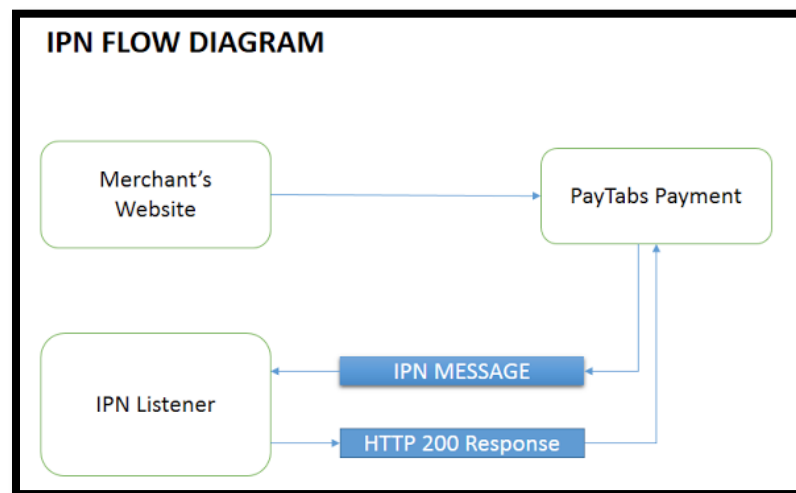 IPN FLOW DIAGRAM
Merchant's
Website
PayTabs Payment
IPN MESSAGE
IPN Listener
HTTP 200 Response